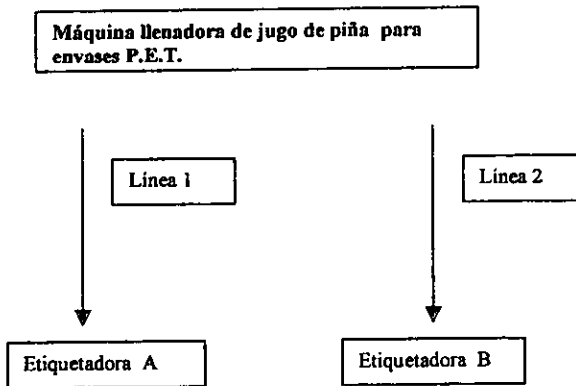 Máquina llenadora de jugo de piña para
envases P.E.T.
Línea 1
Línea 2
Etiquetadora A
Etiquetadora B